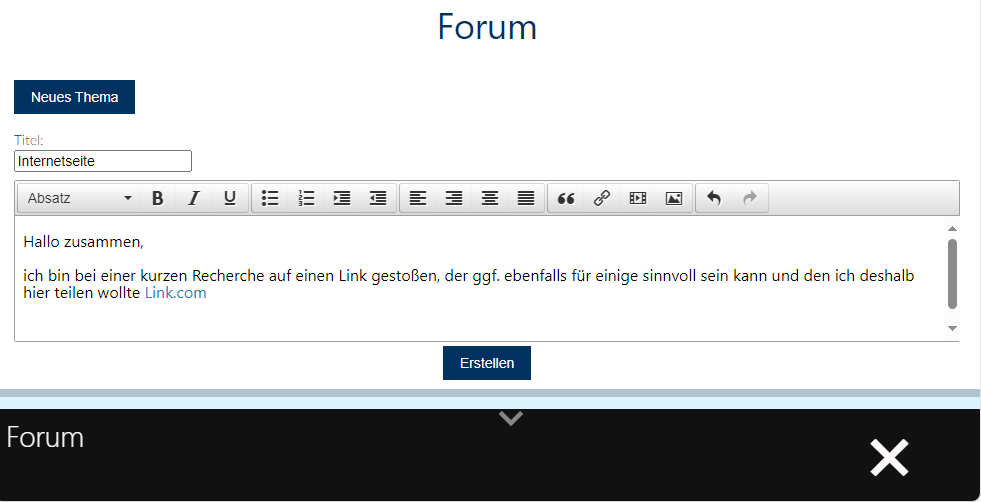 Forum
Neues Thema
Titel:
Internetseite
Absatz B I U
Hallo zusammen,
ich bin bei einer kurzen Recherche auf einen Link gestoßen, der ggf. ebenfalls für einige sinnvoll sein kann und den ich deshalb
hier teilen wollte Link.com
Erstellen
Forum